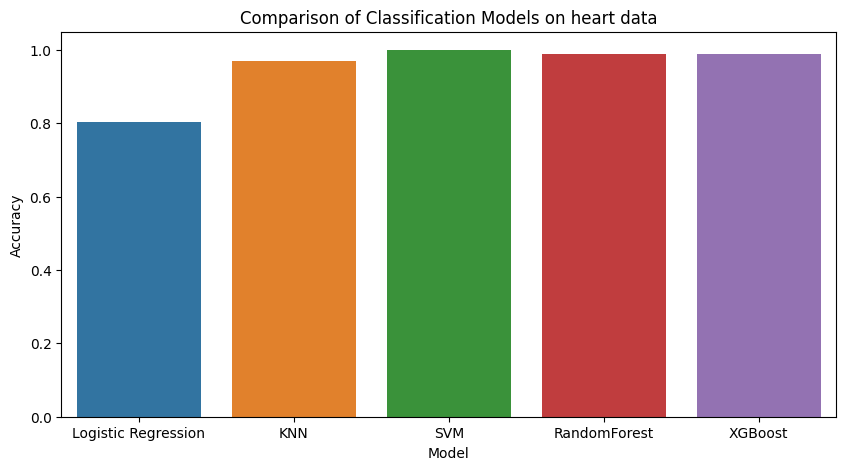 Comparison of Classification Models on heart data
Accuracy
1.0
0.8
0.6
0.4
0.2
0.0
Logistic Regression KNN SVM RandomForest XGBoost
Model